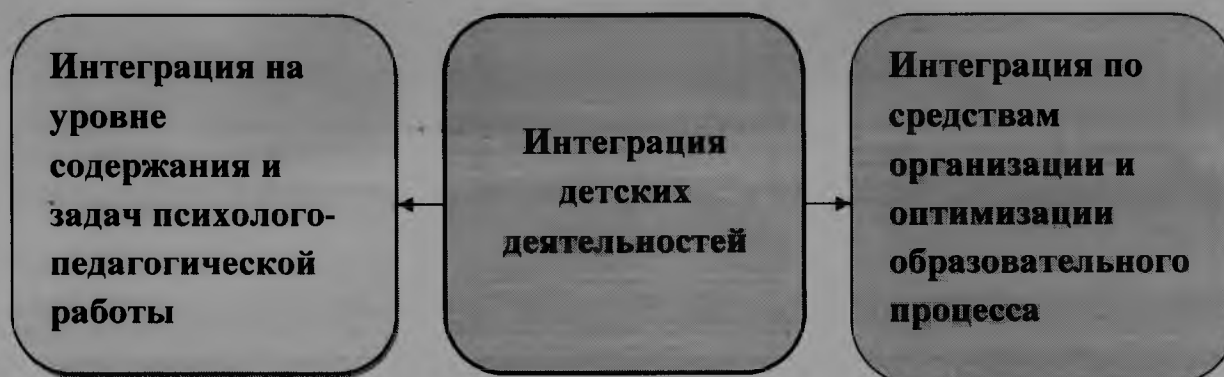 Интеграция на
уровне
содержания и
задач психолого-
педагогической
работы
Интеграция
детских
деятельностей
Интеграция по
средствам
организации и
оптимизации
образовательного
процесса